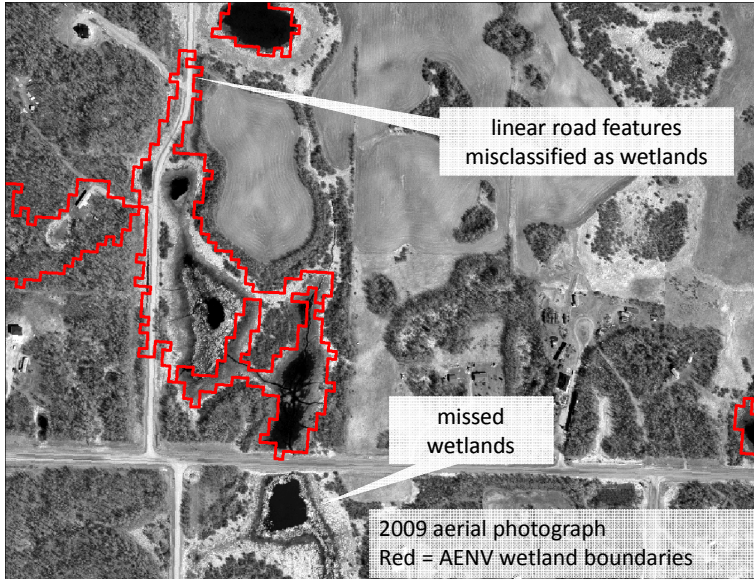 linear road features
misclassified as wetlands
missed
wetlands
2009 aerial photograph
Red = AENV wetland boundaries